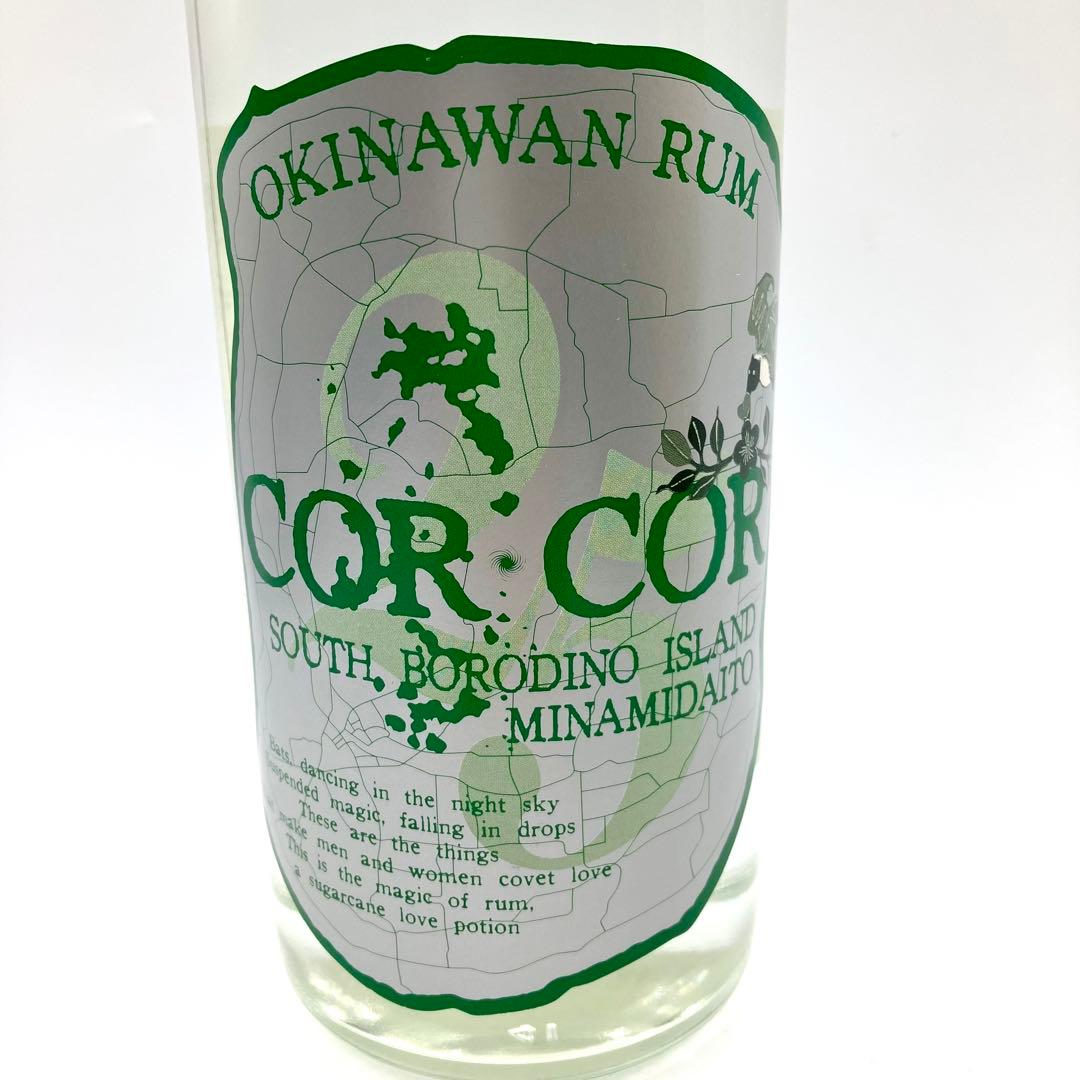 OKINAWAN RUM
25
COR COR
SOUTH BORODINO ISLAND
MINAMIDAITO
Bats, dancing in the night sky
Suspended magic, falling in drops
These are the things
make men and women covet love
This is the magic of rum,
a sugarcane love potion